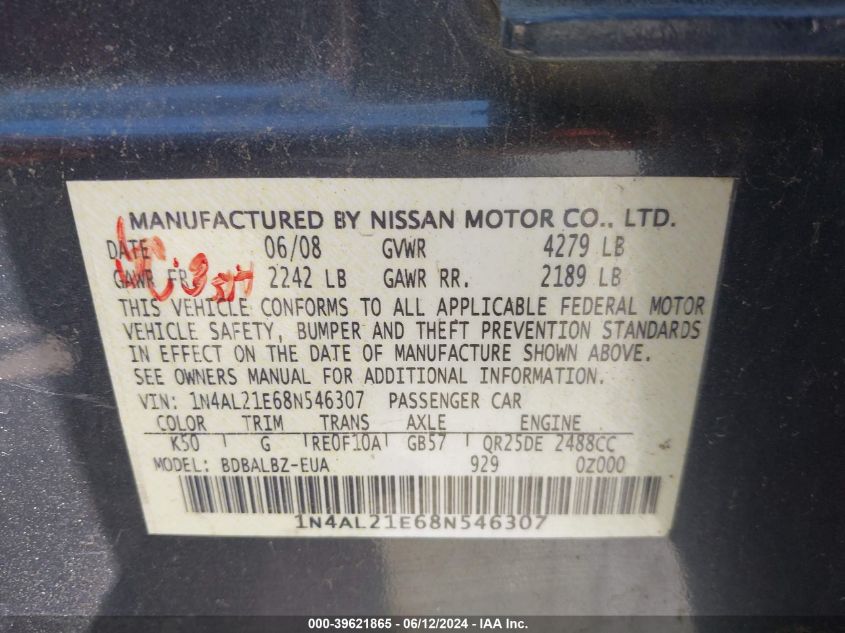 MANUFACTURED BY NISSAN MOTOR CO., LTD.
DATE 06/08 GVWR 4279 LB
GAWR FR. 2242 LB GAWR RR. 2189 LB
THIS VEHICLE CONFORMS TO ALL APPLICABLE FEDERAL MOTOR
VEHICLE SAFETY, BUMPER AND THEFT PREVENTION STANDARDS
IN EFFECT ON THE DATE OF MANUFACTURE SHOWN ABOVE.
SEE OWNERS MANUAL FOR ADDITIONAL INFORMATION.
VIN: 1N4AL21E68N546307 PASSENGER CAR
COLOR TRIM TRANS AXLE ENGINE
K50 G RE0F10A GB57 QR25DE 2488CC
MODEL: BDBALBZ-EUA 929 0Z000
1N4AL21E68N546307
000-39621865 - 06/12/2024 - IAA Inc.